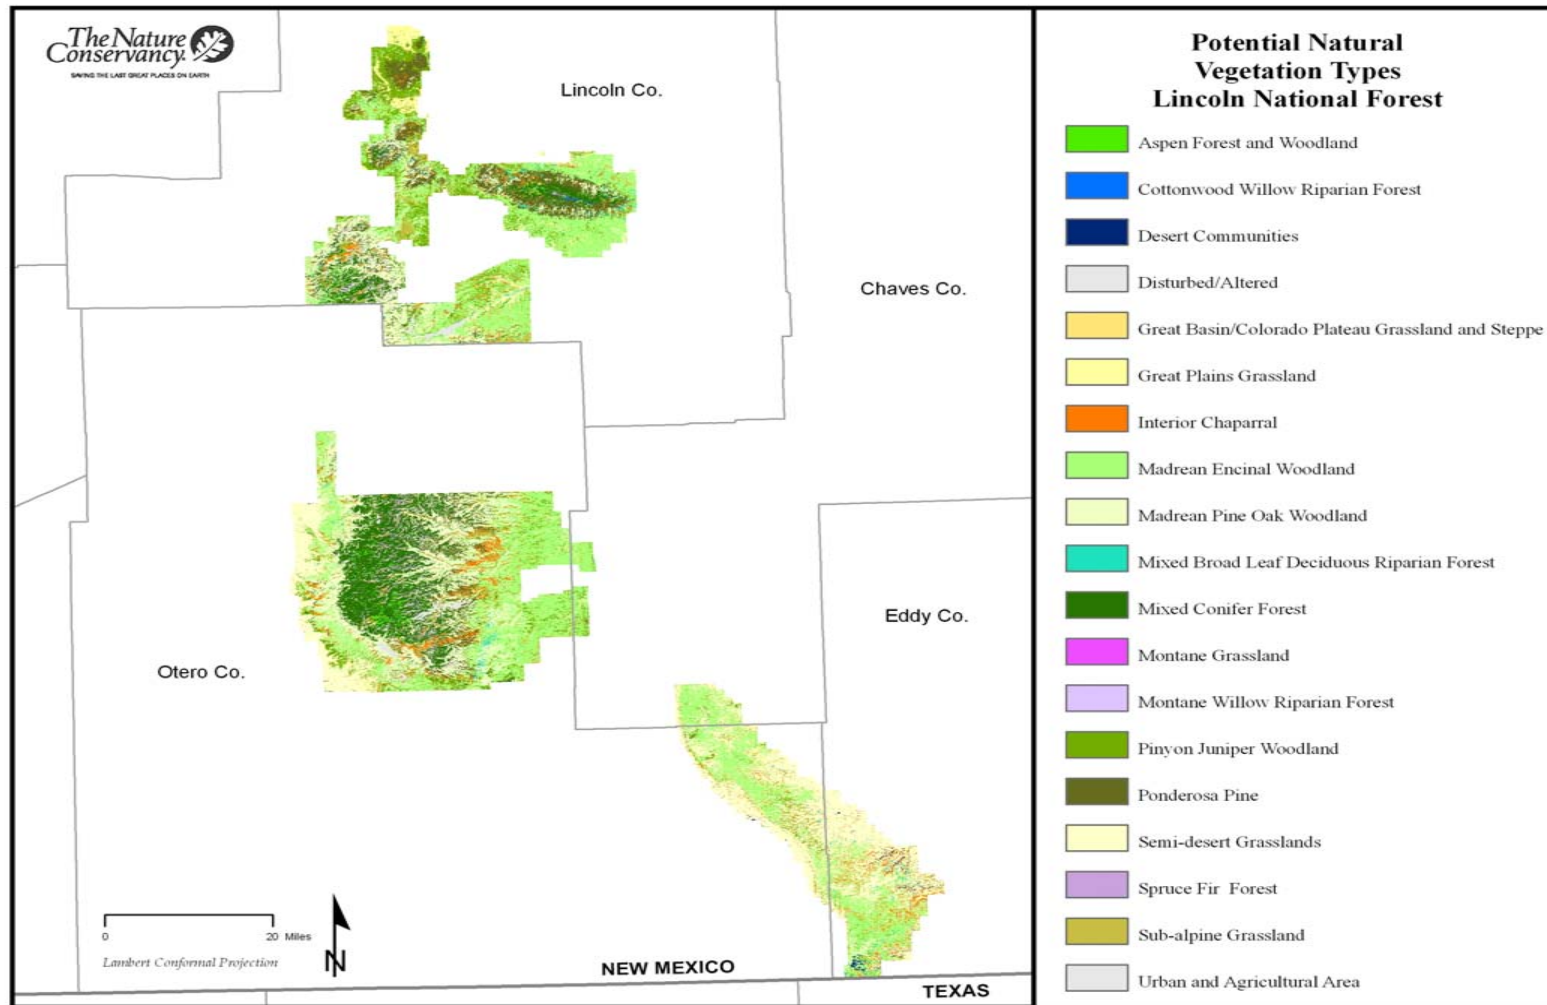 The Nature
Conservancy
SAVING THE LAST GREAT PLACES ON EARTH
Lincoln Co.
Chaves Co.
Eddy Co.
Otero Co.
0 20 Miles
Lambert Conformal Projection
N
NEW MEXICO
TEXAS
Potential Natural
Vegetation Types
Lincoln National Forest
Aspen Forest and Woodland
Cottonwood Willow Riparian Forest
Desert Communities
Disturbed/Altered
Great Basin/Colorado Plateau Grassland and Steppe
Great Plains Grassland
Interior Chaparral
Madrean Encinal Woodland
Madrean Pine Oak Woodland
Mixed Broad Leaf Deciduous Riparian Forest
Mixed Conifer Forest
Montane Grassland
Montane Willow Riparian Forest
Pinyon Juniper Woodland
Ponderosa Pine
Semi-desert Grasslands
Spruce Fir Forest
Sub-alpine Grassland
Urban and Agricultural Area